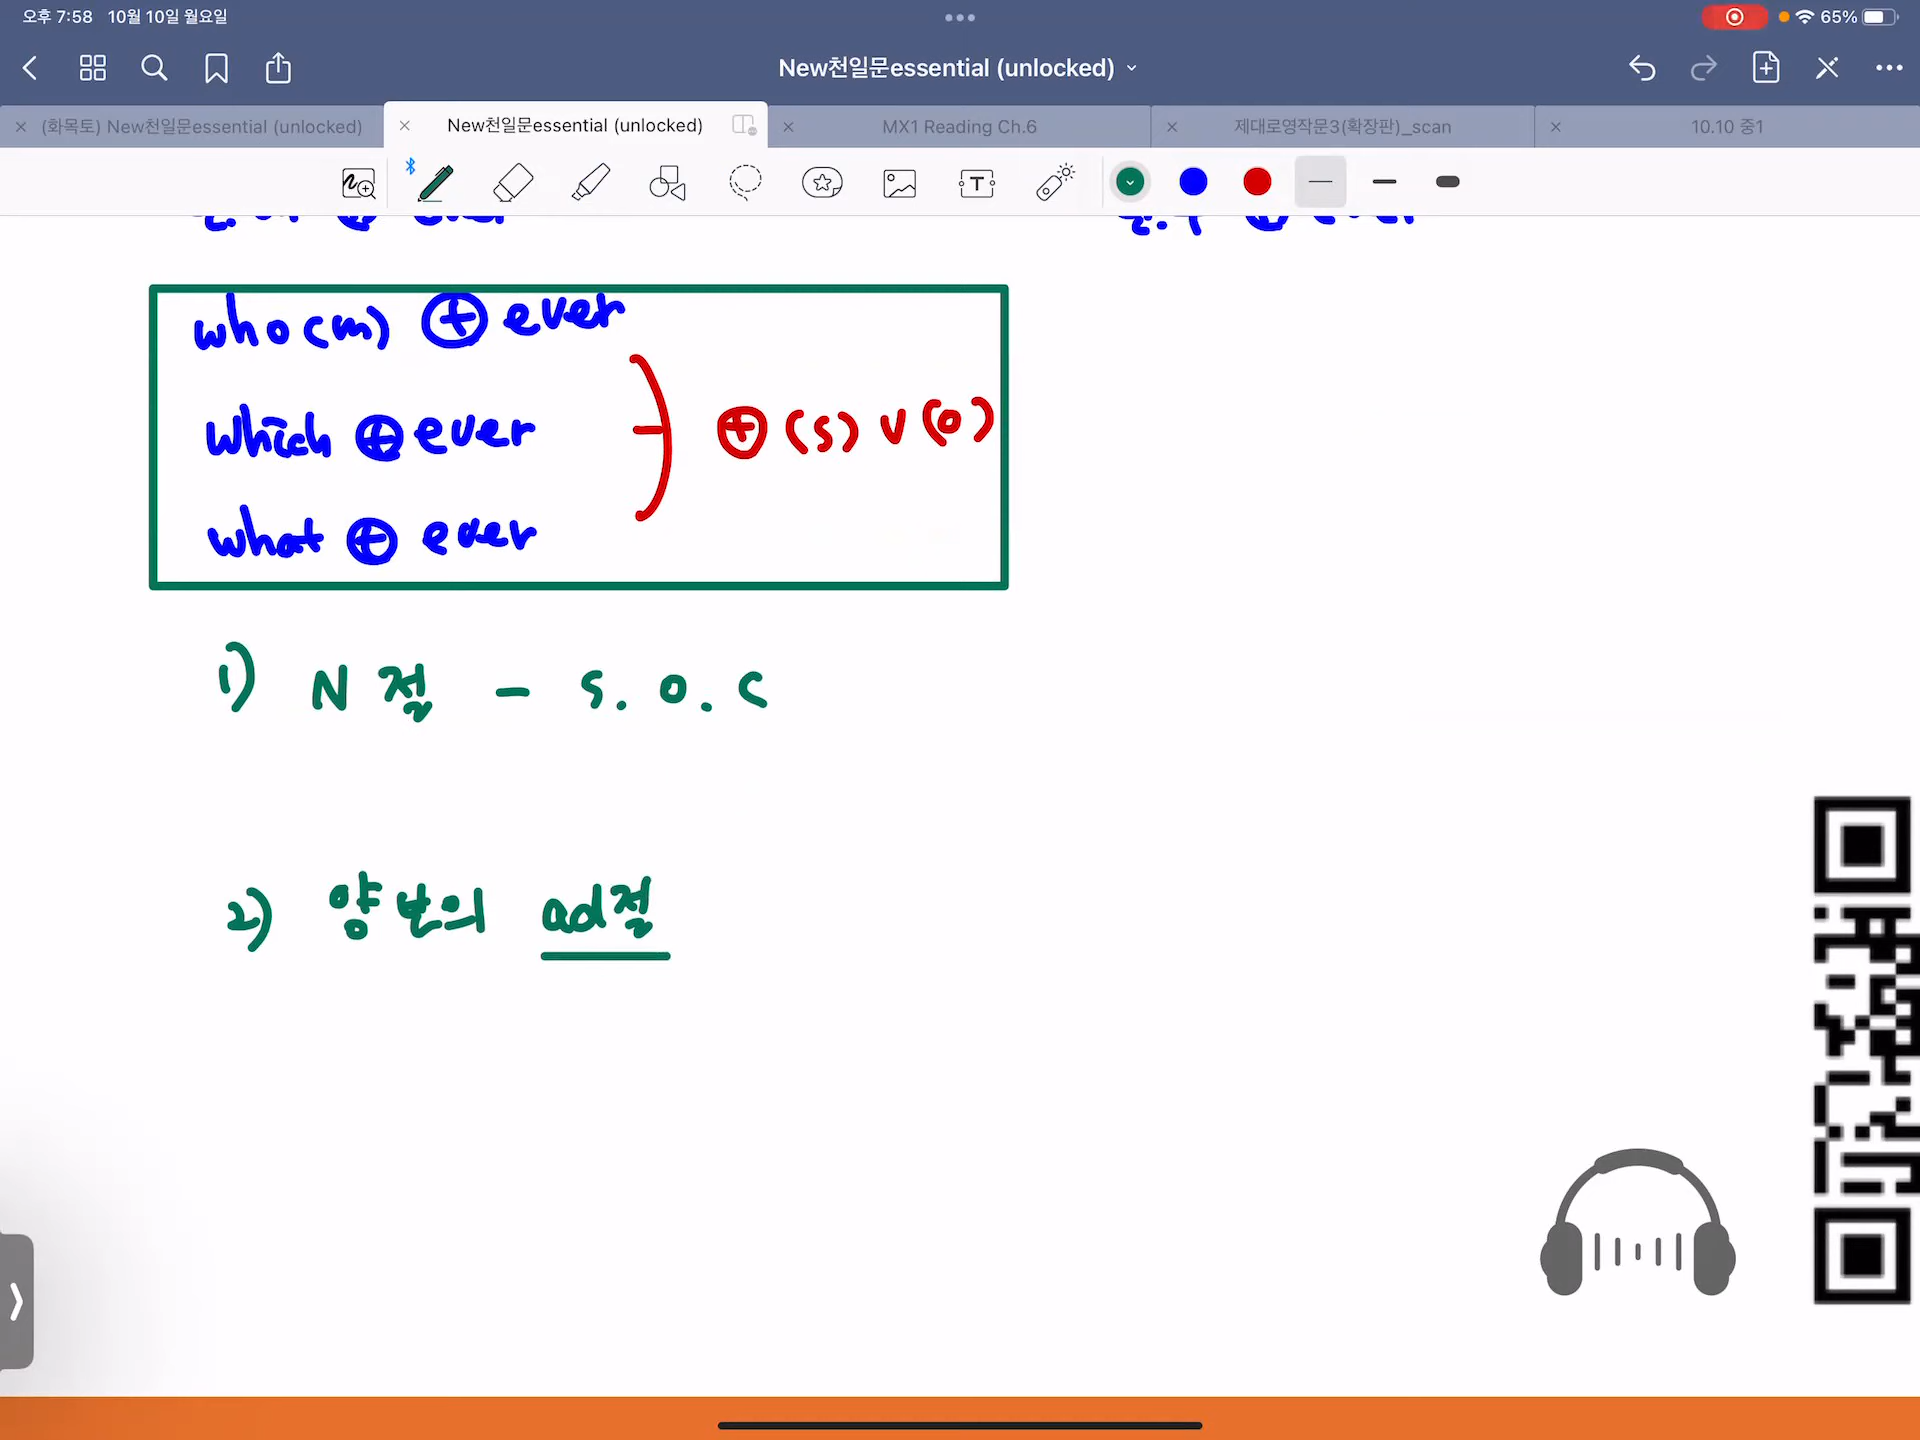 오후 7:58 10월 10일 월요일
65%
New천일문essential (unlocked)
(화목토) New천일문essential (unlocked)
New천일문essential (unlocked)
MX1 Reading Ch.6
제대로영작문3(확장판)_scan
10.10 중1
T
who(m) ⊕ ever
which ⊕ ever
⊕ (s) v (o)
what ⊕ ever
1) N절 - S. O. C
2) 양보의 ad절